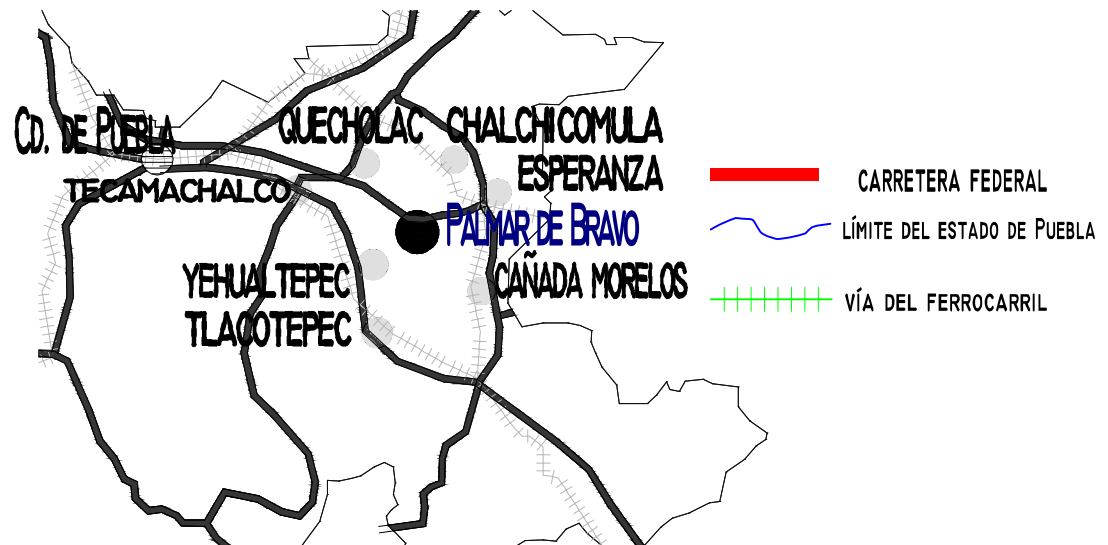 CD. DE PUEBLA
QUECHOLAC
CHALCHICOMULA
ESPERANZA
TECAMACHALCO
PALMAR DE BRAVO
YEHUALTEPEC
CAÑADA MORELOS
TLACOTEPEC
CARRETERA FEDERAL
LÍMITE DEL ESTADO DE PUEBLA
VÍA DEL FERROCARRIL